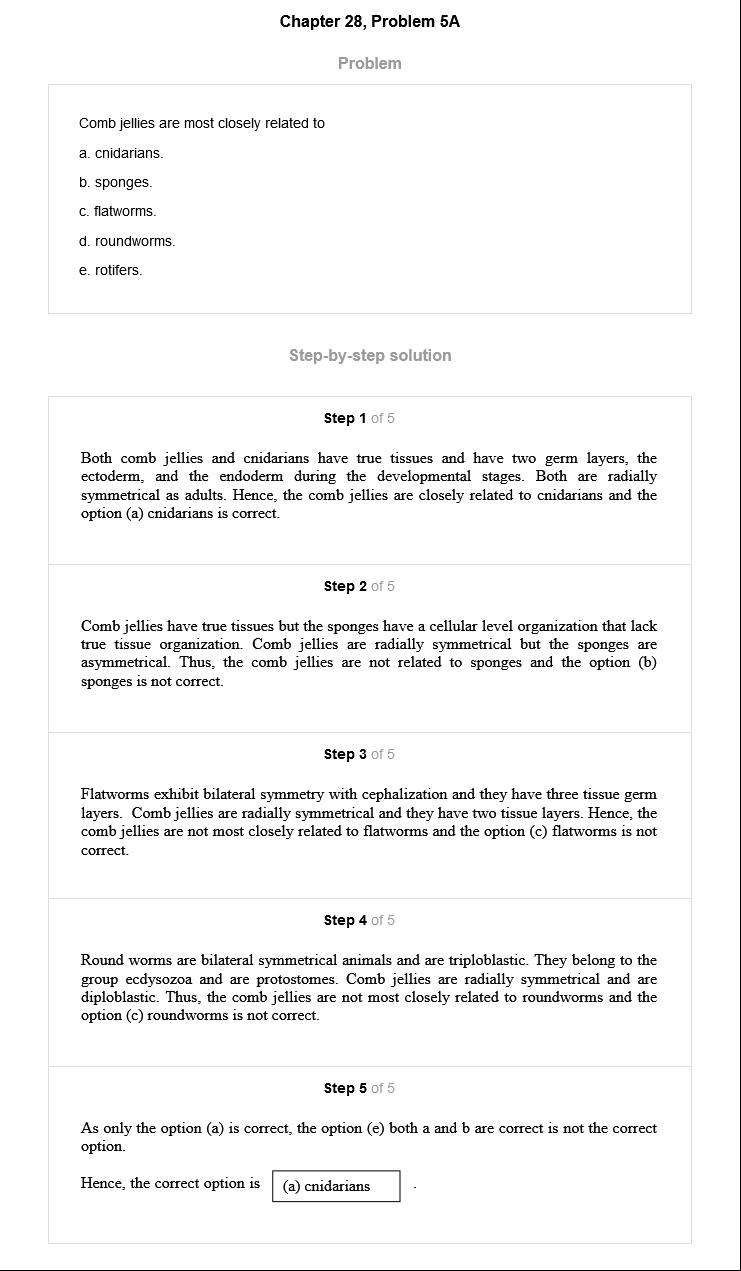 Chapter 28, Problem 5A
Problem
Comb jellies are most closely related to
a. cnidarians.
b. sponges.
c. flatworms.
d. roundworms.
e. rotifers.
Step-by-step solution
Step 1 of 5
Both comb jellies and cnidarians have true tissues and have two germ layers, the
ectoderm, and the endoderm during the developmental stages. Both are radially
symmetrical as adults. Hence, the comb jellies are closely related to cnidarians and the
option (a) cnidarians is correct.
Step 2 of 5
Comb jellies have true tissues but the sponges have a cellular level organization that lack
true tissue organization. Comb jellies are radially symmetrical but the sponges are
asymmetrical. Thus, the comb jellies are not related to sponges and the option (b)
sponges is not correct.
Step 3 of 5
Flatworms exhibit bilateral symmetry with cephalization and they have three tissue germ
layers. Comb jellies are radially symmetrical and they have two tissue layers. Hence, the
comb jellies are not most closely related to flatworms and the option (c) flatworms is not
correct.
Step 4 of 5
Round worms are bilateral symmetrical animals and are triploblastic. They belong to the
group ecdysozoa and are protostomes. Comb jellies are radially symmetrical and are
diploblastic. Thus, the comb jellies are not most closely related to roundworms and the
option (c) roundworms is not correct.
Step 5 of 5
As only the option (a) is correct, the option (e) both a and b are correct is not the correct
option.
Hence, the correct option is (a) cnidarians .